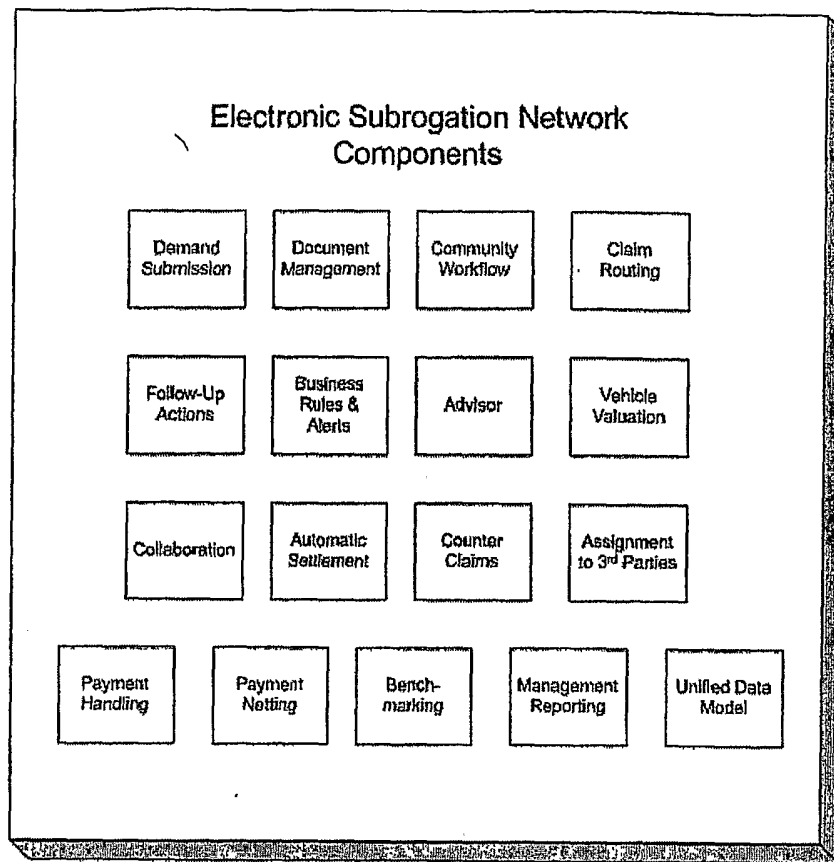 Electronic Subrogation Network
Components
Demand
Submission
Document
Management
Community
Workflow
Claim
Routing
Follow-Up
Actions
Business
Rules &
Alerts
Advisor
Vehicle
Valuation
Collaboration
Automatic
Settlement
Counter
Claims
Assignment
to 3rd Parties
Payment
Handling
Payment
Netting
Bench-
marking
Management
Reporting
Unified Data
Model